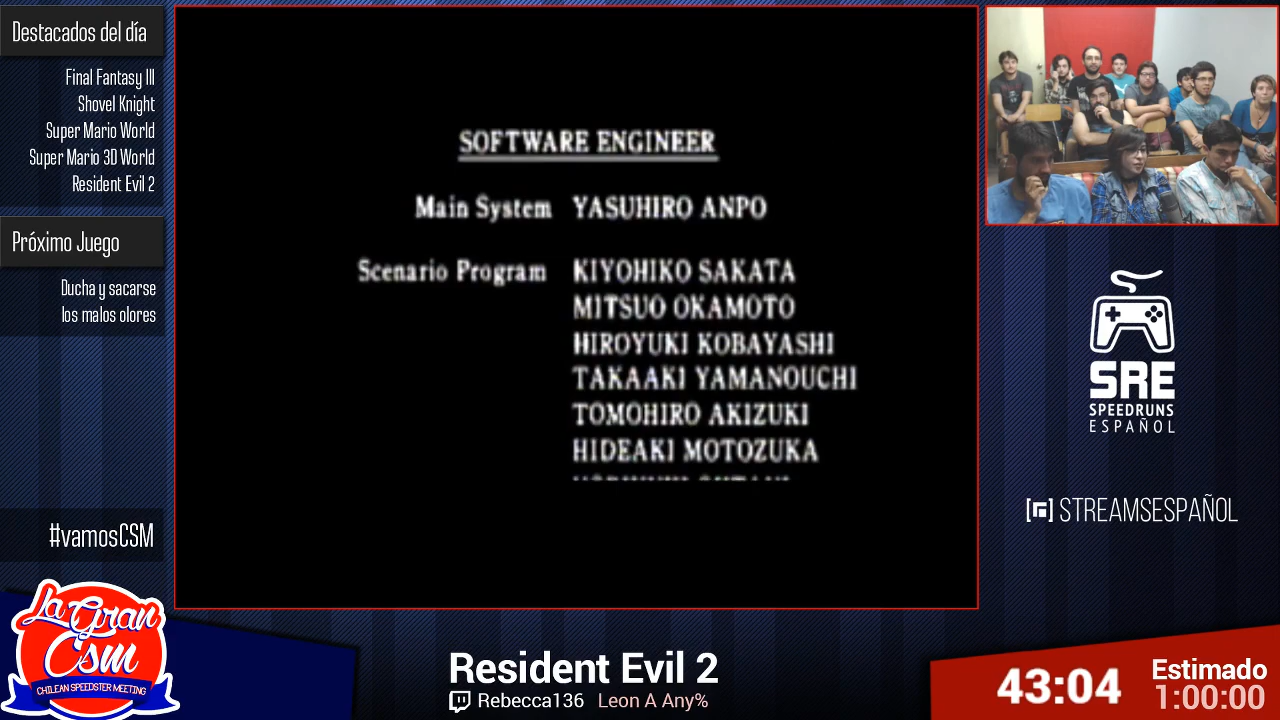 Destacados del día
Final Fantasy III
Shovel Knight
Super Mario World
Super Mario 3D World
Resident Evil 2
Próximo Juego
Ducha y sacarse
los malos olores
#vamosCSM
La Gran
Csm
CHILEAN SPEEDSTER MEETING
SOFTWARE ENGINEER
Main System YASUHIRO ANPO
Scenario Program KIYOHIKO SAKATA
MITSUO OKAMOTO
HIROYUKI KOBAYASHI
TAKAAKI YAMANOUCHI
TOMOHIRO AKIZUKI
HIDEAKI MOTOZUKA
SRE
SPEEDRUNS
ESPAÑOL
STREAMSESPAÑOL
Resident Evil 2
Rebecca136 Leon A Any%
43:04
Estimado
1:00:00